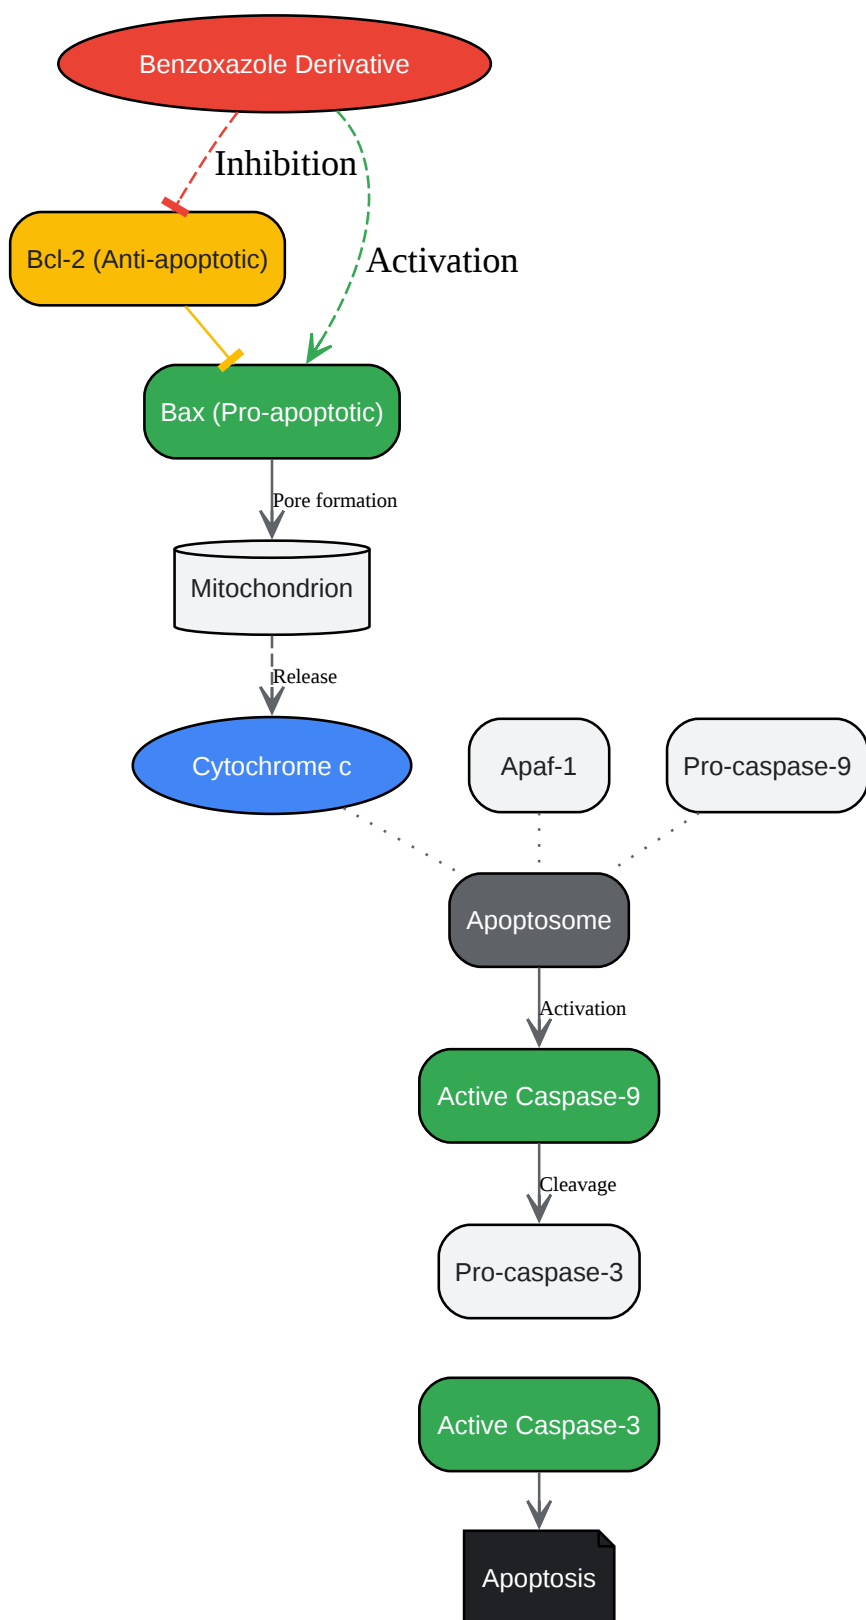 Benzoxazole Derivative
Inhibition
Bcl-2 (Anti-apoptotic)
Activation
Bax (Pro-apoptotic)
Pore formation
Mitochondrion
Release
Cytochrome c
Apaf-1
Pro-caspase-9
Apoptosome
Activation
Active Caspase-9
Cleavage
Pro-caspase-3
Active Caspase-3
Apoptosis